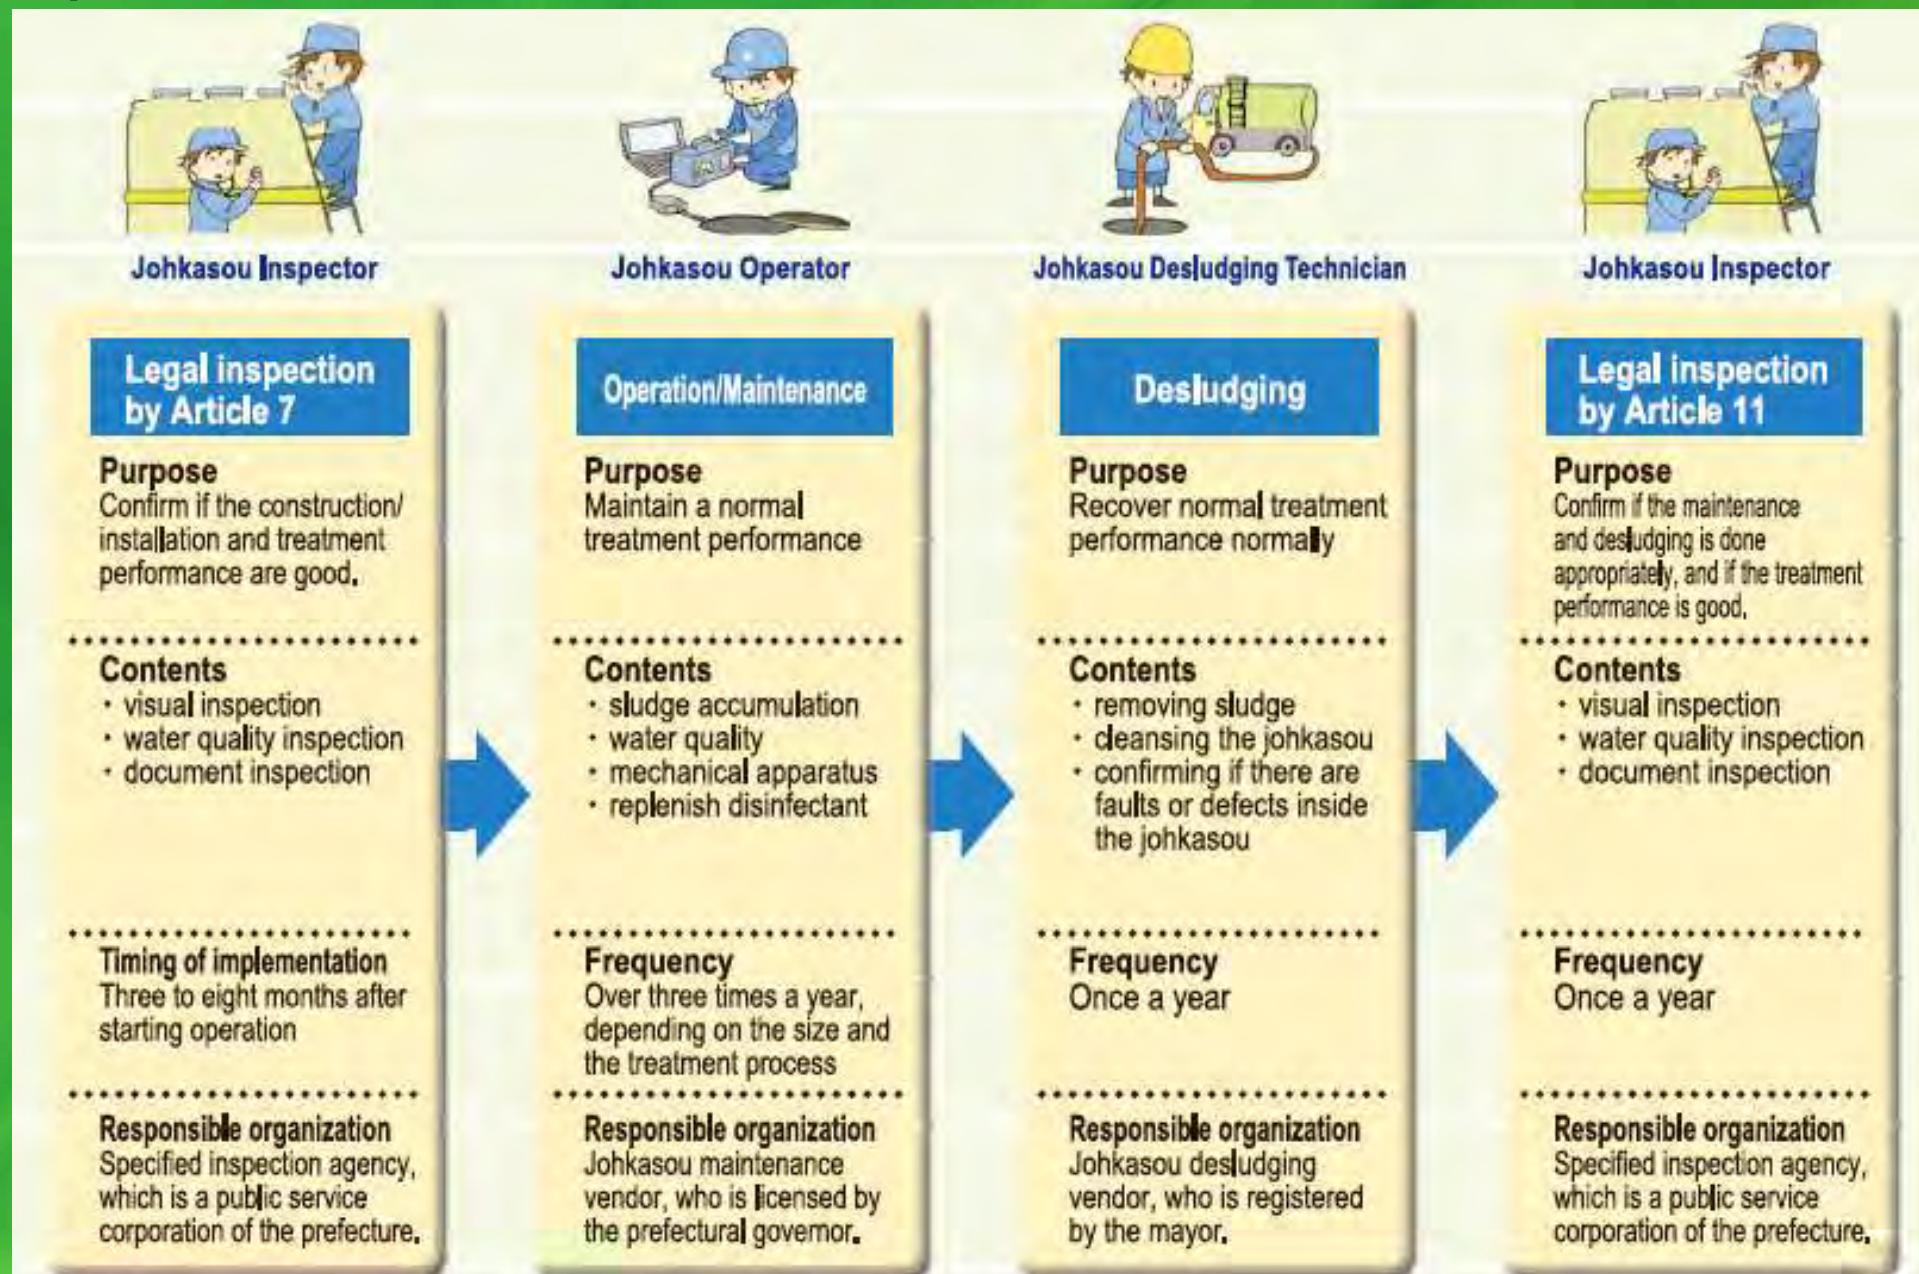 Johkasou Inspector
Legal inspection
by Article 7
Purpose
Confirm if the construction/
installation and treatment
performance are good.
Contents
・visual inspection
・water quality inspection
・document inspection
Timing of implementation
Three to eight months after
starting operation
Responsible organization
Specified inspection agency,
which is a public service
corporation of the prefecture.
Johkasou Operator
Operation/Maintenance
Purpose
Maintain a normal
treatment performance
Contents
・sludge accumulation
・water quality
・mechanical apparatus
・replenish disinfectant
Frequency
Over three times a year,
depending on the size and
the treatment process
Responsible organization
Johkasou maintenance
vendor, who is licensed by
the prefectural governor.
Johkasou Desludging Technician
Desludging
Purpose
Recover normal treatment
performance normally
Contents
・removing sludge
・cleansing the johkasou
・confirming if there are
faults or defects inside
the johkasou
Frequency
Once a year
Responsible organization
Johkasou desludging
vendor, who is registered
by the mayor.
Johkasou Inspector
Legal inspection
by Article 11
Purpose
Confirm if the maintenance
and desludging is done
appropriately, and if the treatment
performance is good.
Contents
・visual inspection
・water quality inspection
・document inspection
Frequency
Once a year
Responsible organization
Specified inspection agency,
which is a public service
corporation of the prefecture.